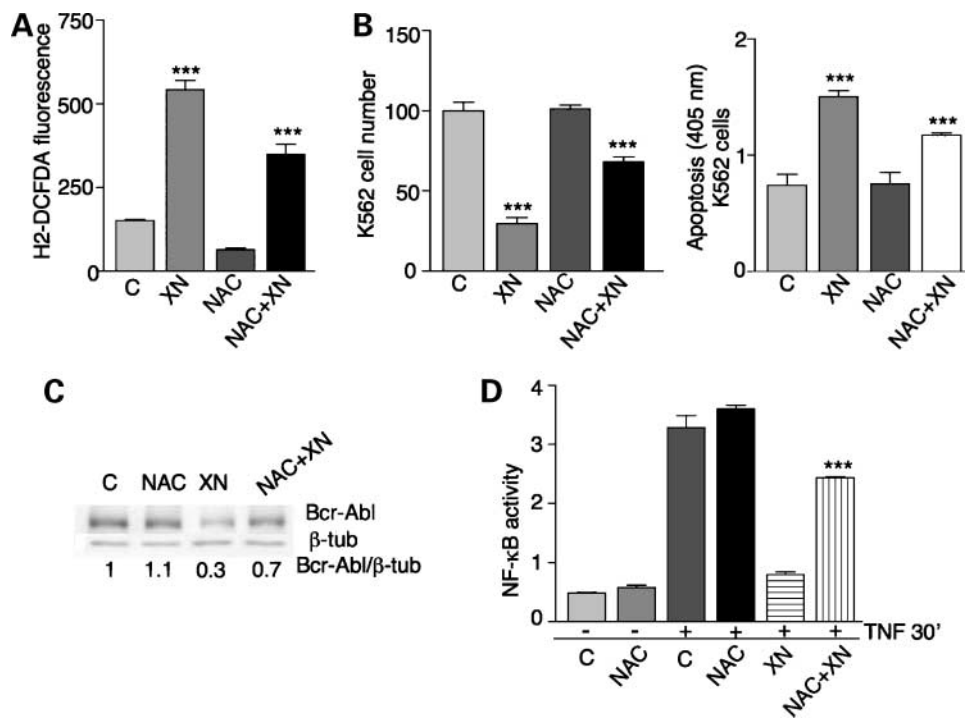 A
H2-DCFDA fluorescence
750
500
250
0
***
***
C
XN
NAC
NAC+XN
B
K562 cell number
150
100
50
0
***
***
C
XN
NAC
NAC+XN
Apoptosis (405 nm)
K562 cells
2
1
0
***
***
C
XN
NAC
NAC+XN
C
C NAC XN NAC+XN
Bcr-Abl
β-tub
1 1.1 0.3 0.7 Bcr-Abl/β-tub
D
NF-κB activity
4
3
2
1
0
***
- - + + + + TNF 30'
C
NAC
C
NAC
XN
NAC+XN